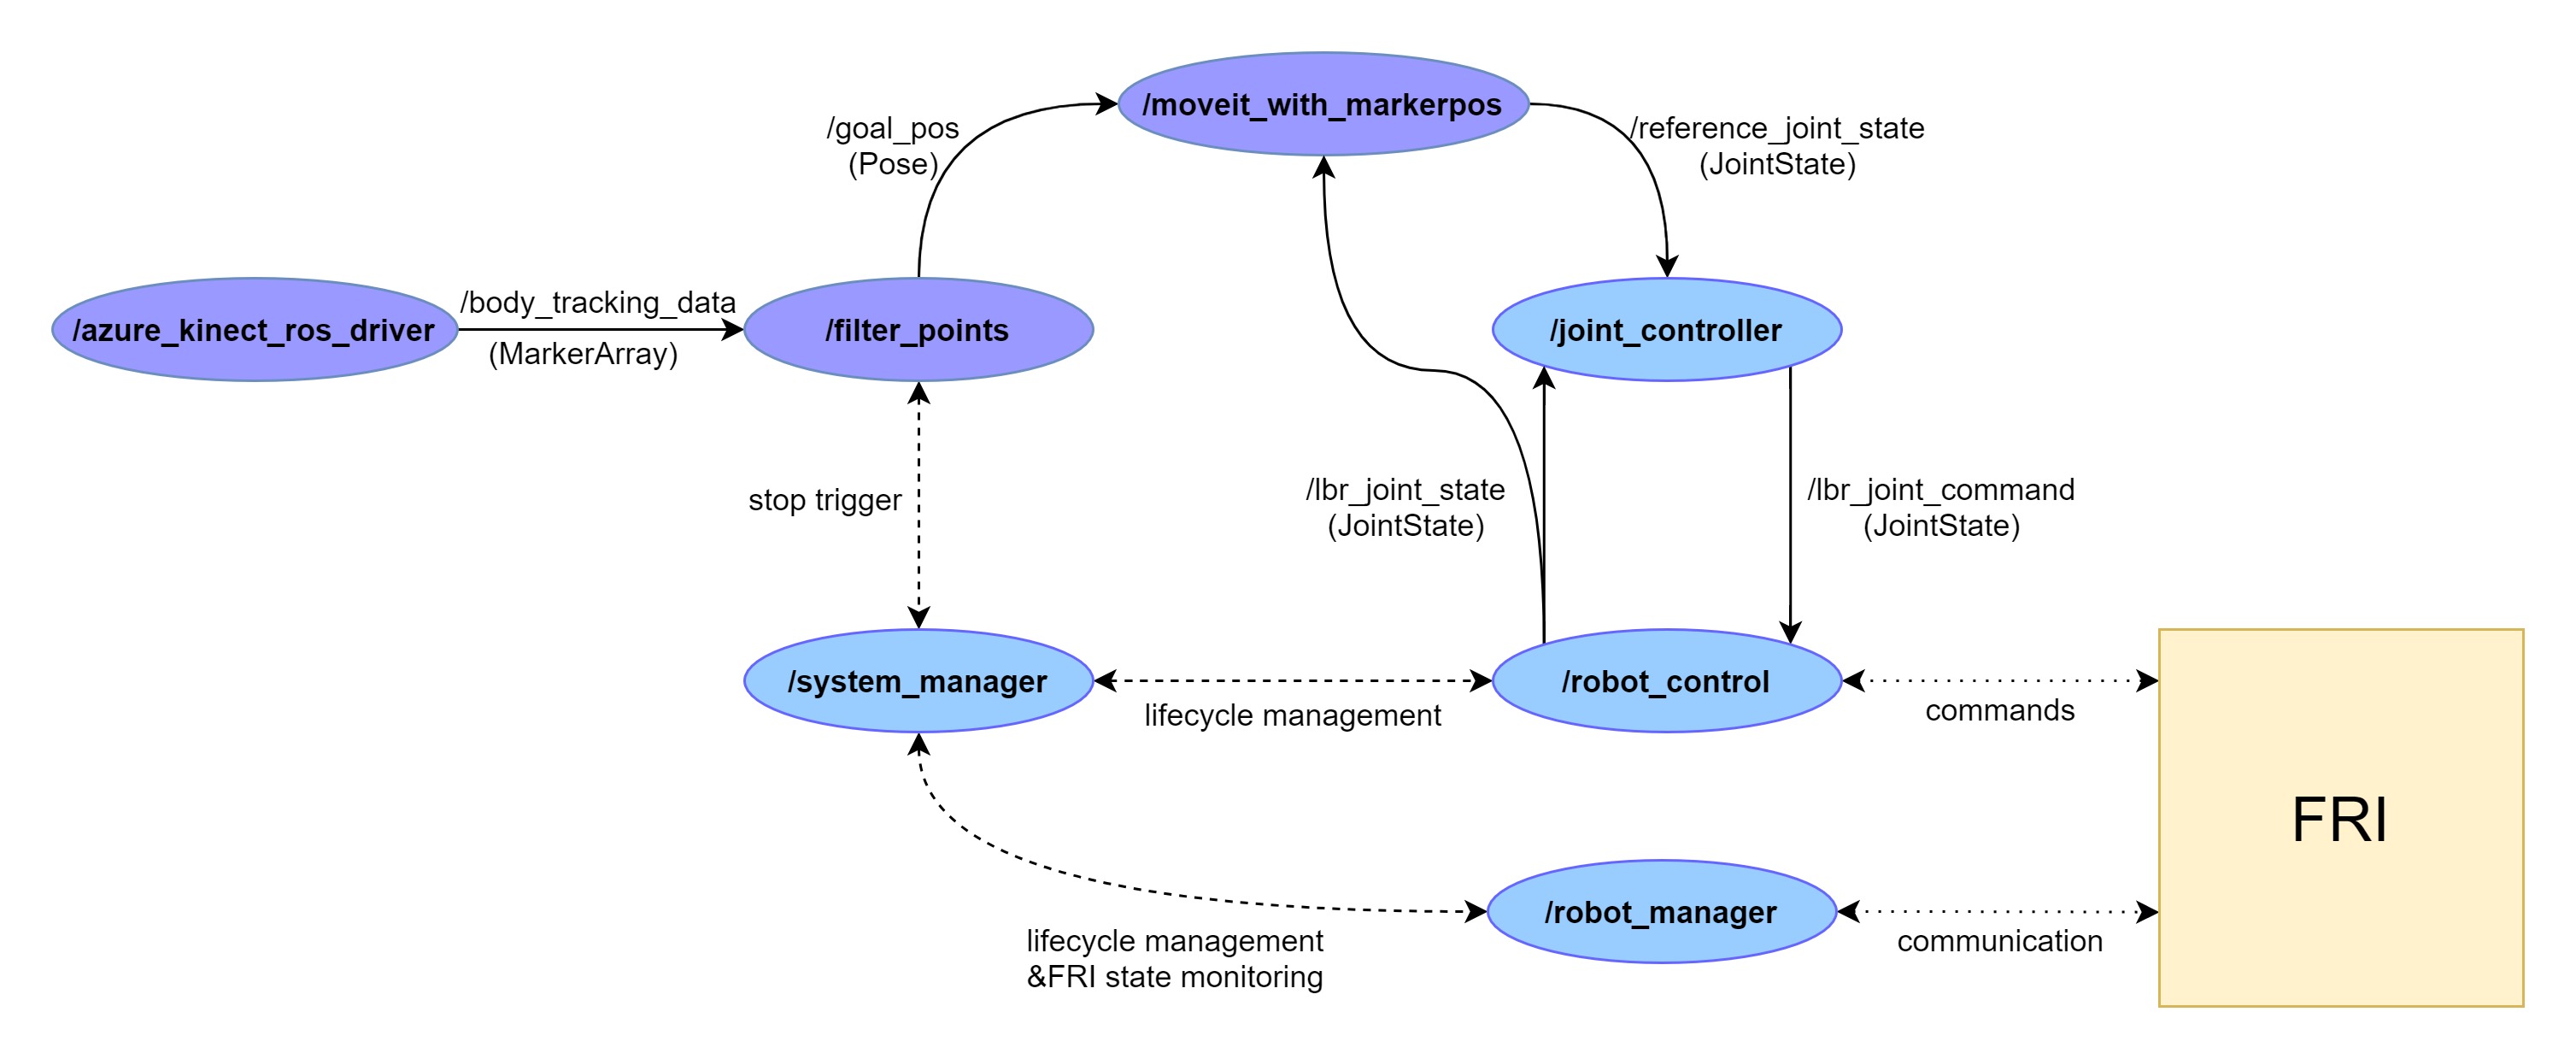 /moveit_with_markerpos
/goal_pos
(Pose)
/reference_joint_state
(JointState)
/azure_kinect_ros_driver
/body_tracking_data
(MarkerArray)
/filter_points
/joint_controller
stop trigger
/lbr_joint_state
(JointState)
/lbr_joint_command
(JointState)
/system_manager
lifecycle management
/robot_control
commands
FRI
/robot_manager
lifecycle management
&FRI state monitoring
communication